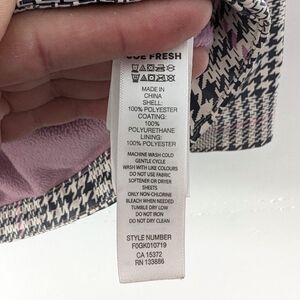 JOE FRESH
MADE IN
CHINA
SHELL:
100% POLYESTER
COATING:
100%
POLYURETHANE
LINING:
100% POLYESTER
MACHINE WASH COLD
GENTLE CYCLE
WASH WITH LIKE COLOURS
DO NOT USE FABRIC
SOFTENER OR DRYER
SHEETS
ONLY NON-CHLORINE
BLEACH WHEN NEEDED
TUMBLE DRY LOW
DO NOT IRON
DO NOT DRY CLEAN
STYLE NUMBER
F0GK010719
CA 15372
RN 133886